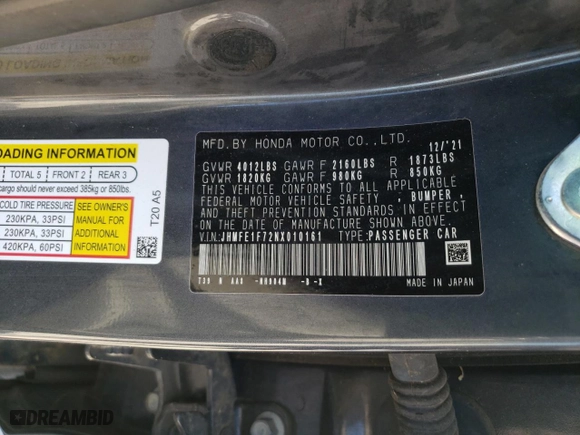 OADING INFORMATION
TOTAL 5 FRONT 2 REAR 3
cargo should never exceed 385kg or 850lbs.
COLD TIRE PRESSURE
230KPA, 33PSI
230KPA, 33PSI
420KPA, 60PSI
SEE OWNER'S
MANUAL FOR
ADDITIONAL
INFORMATION
T20 A5
MFD.BY HONDA MOTOR CO.,LTD. 12/'21
GVWR 4012LBS GAWR F 2160LBS R 1873LBS
GVWR 1820KG GAWR F 980KG R 850KG
THIS VEHICLE CONFORMS TO ALL APPLICABLE
FEDERAL MOTOR VEHICLE SAFETY, BUMPER,
AND THEFT PREVENTION STANDARDS IN EFFECT
ON THE DATE OF MANUFACTURE SHOWN ABOVE.
V.I.N: JHMFE1F72NX010161 TYPE:PASSENGER CAR
MADE IN JAPAN
DREAMBID